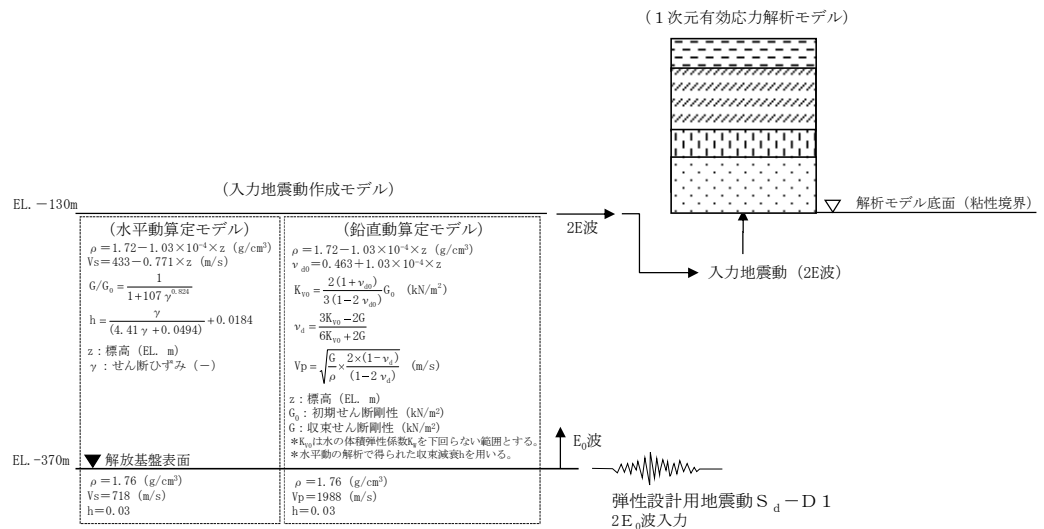 (1次元有効応力解析モデル)
(入力地震動作成モデル)
EL. −130m
2E波
解析モデル底面(粘性境界)
入力地震動(2E波)
(水平動算定モデル)
ρ=1.72−1.03×10⁻⁴×z (g/cm³)
Vs=433−0.771×z (m/s)
G/G₀=1/(1+107γ^0.824)
h=γ/(4.41γ+0.0494)+0.0184
z:標高(EL. m)
γ:せん断ひずみ(−)
(鉛直動算定モデル)
ρ=1.72−1.03×10⁻⁴×z (g/cm³)
ν_d0=0.463+1.03×10⁻⁴×z
K_V0=2(1+ν_d0)/3(1−2ν_d0) G₀ (kN/m²)
ν_d=(3K_V0−2G)/(6K_V0+2G)
Vp=√(G/ρ×2×(1−ν_d)/(1−2ν_d)) (m/s)
z:標高(EL. m)
G₀:初期せん断剛性(kN/m²)
G:収束せん断剛性(kN/m²)
*K_V0は水の体積弾性係数K_Wを下回らない範囲とする。
*水平動の解析で得られた収束減衰hを用いる。
E₀波
EL. -370m
解放基盤表面
ρ=1.76 (g/cm³)
Vs=718 (m/s)
h=0.03
ρ=1.76 (g/cm³)
Vp=1988 (m/s)
h=0.03
弾性設計用地震動S_d−D1
2E₀波入力